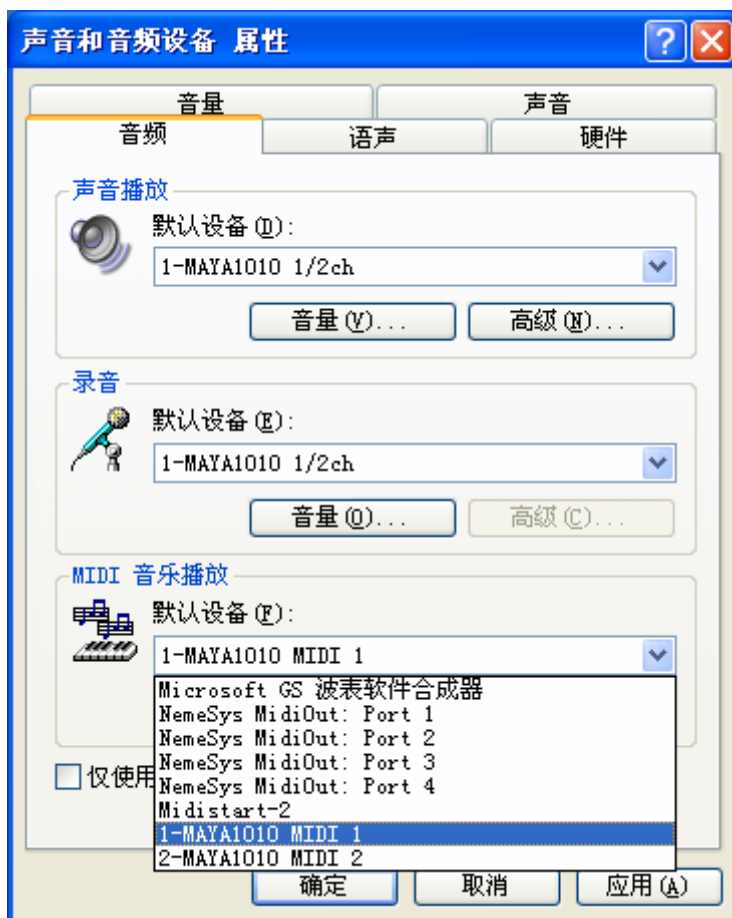 声音和音频设备 属性
音量
声音
音频
语声
硬件
声音播放
默认设备(D):
1-MAYA1010 1/2ch
音量(V)...
高级(N)...
录音
默认设备(E):
1-MAYA1010 1/2ch
音量(O)...
高级(C)...
MIDI 音乐播放
默认设备(F):
1-MAYA1010 MIDI 1
Microsoft GS 波表软件合成器
NemeSys MidiOut: Port 1
NemeSys MidiOut: Port 2
NemeSys MidiOut: Port 3
NemeSys MidiOut: Port 4
Midistart-2
1-MAYA1010 MIDI 1
2-MAYA1010 MIDI 2
仅使用
确定
取消
应用(A)